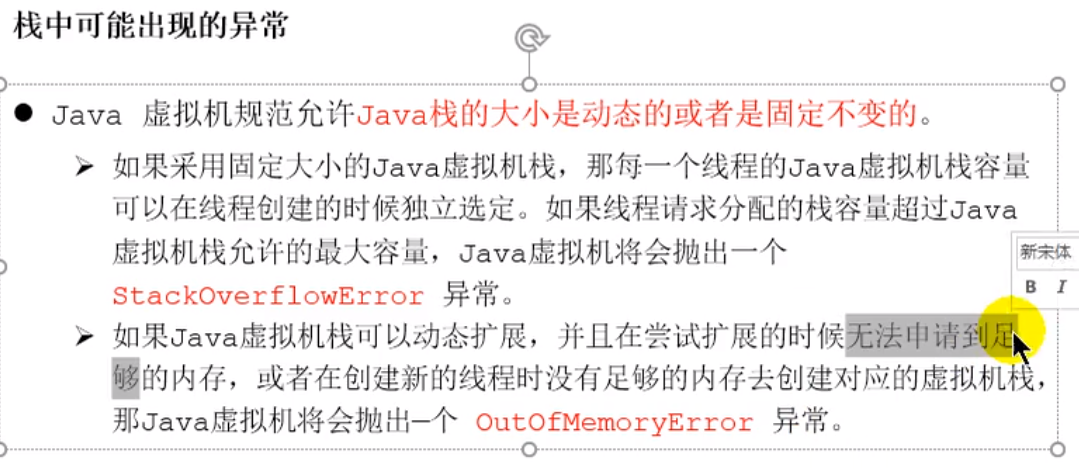 栈中可能出现的异常
● Java 虚拟机规范允许Java栈的大小是动态的或者是固定不变的。
➢ 如果采用固定大小的Java虚拟机栈，那每一个线程的Java虚拟机栈容量
可以在线程创建的时候独立选定。如果线程请求分配的栈容量超过Java
虚拟机栈允许的最大容量，Java虚拟机将会抛出一个
StackOverflowError 异常。
➢ 如果Java虚拟机栈可以动态扩展，并且在尝试扩展的时候无法申请到足
够的内存，或者在创建新的线程时没有足够的内存去创建对应的虚拟机栈，
那Java虚拟机将会抛出一个 OutOfMemoryError 异常。
新宋体
B I